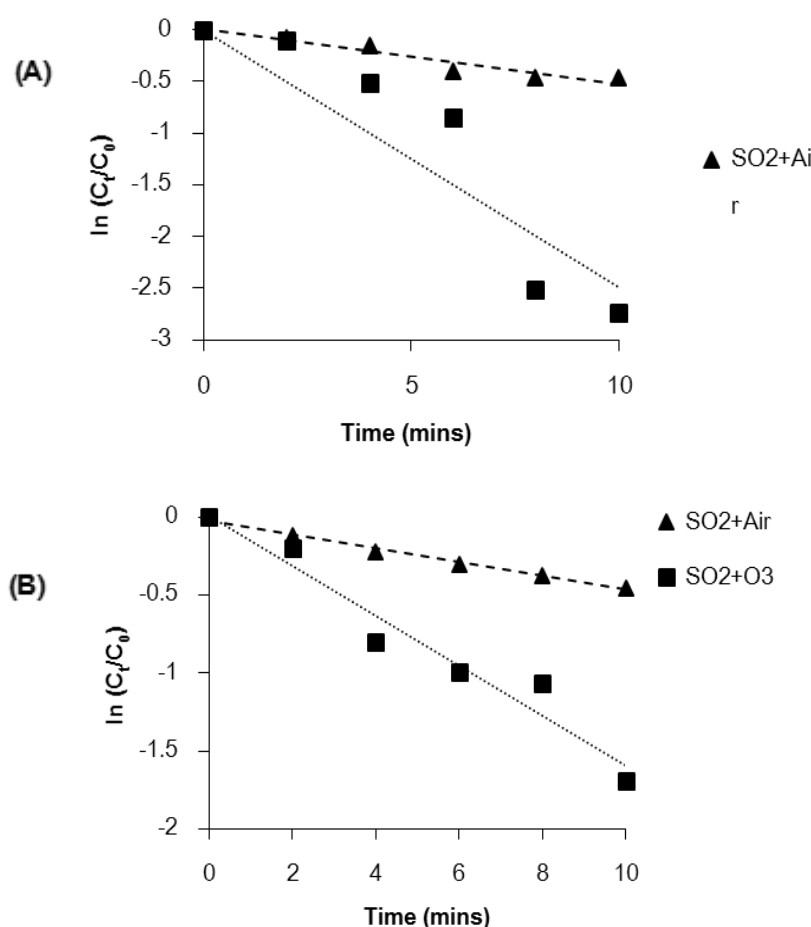 (A)
ln (Cₜ/C₀)
0
-0.5
-1
-1.5
-2
-2.5
-3
0 5 10
Time (mins)
SO2+Ai
r
(B)
ln (Cₜ/C₀)
0
-0.5
-1
-1.5
-2
0 2 4 6 8 10
Time (mins)
SO2+Air
SO2+O3